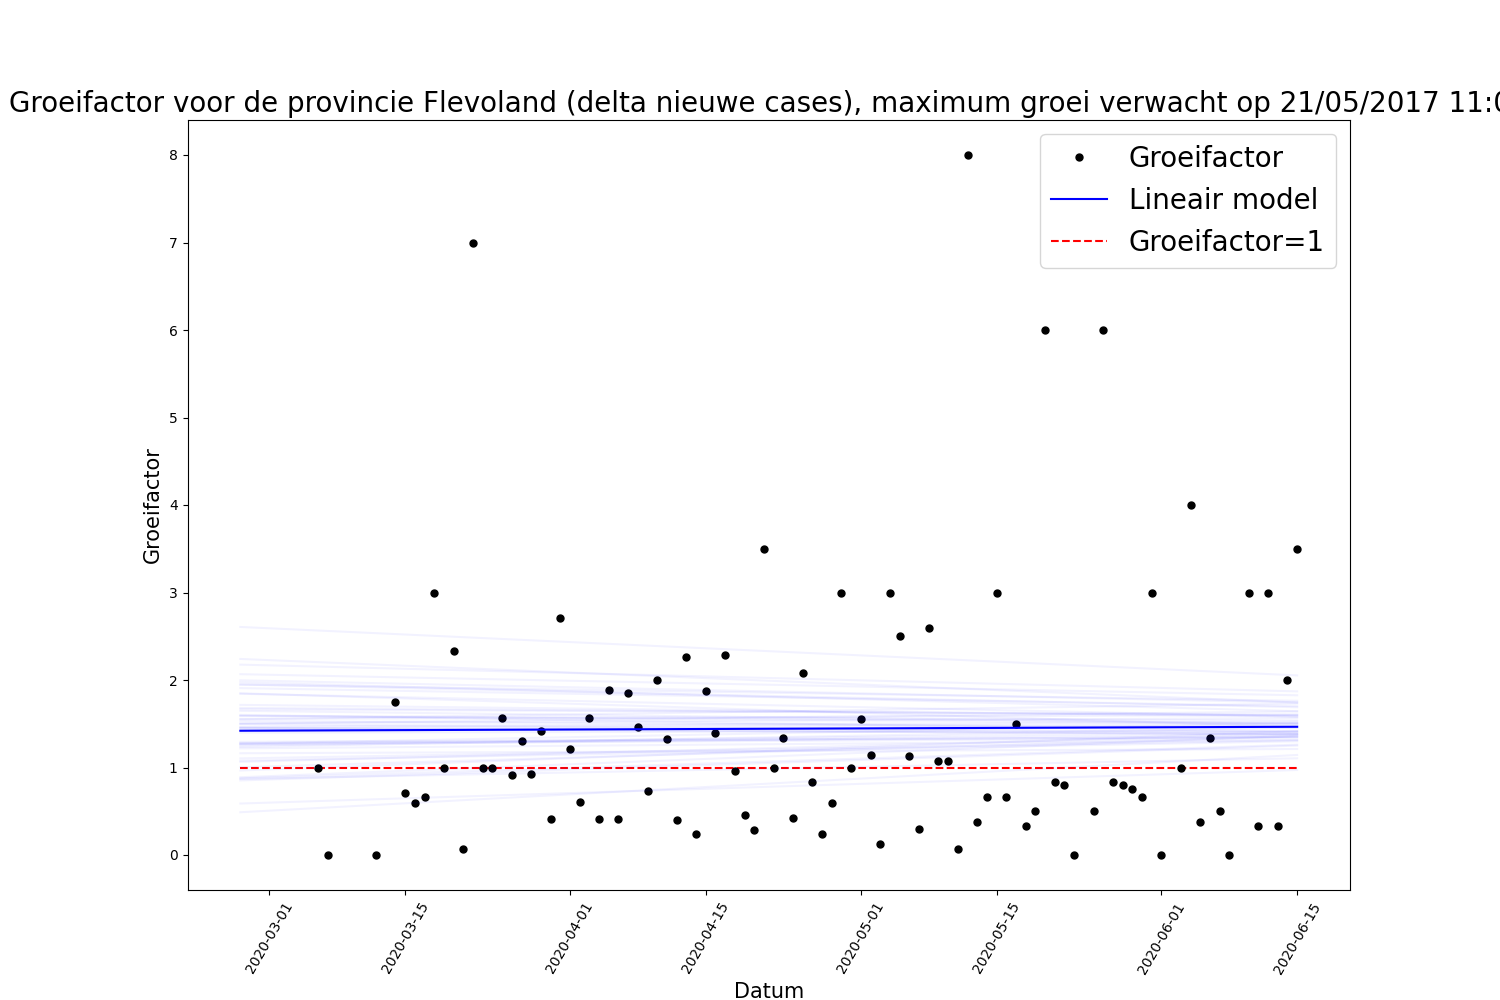 Groeifactor voor de provincie Flevoland (delta nieuwe cases), maximum groei verwacht op 21/05/2017 11:0
Groeifactor
Lineair model
Groeifactor=1
8
7
6
5
4
3
2
1
0
Groeifactor
2020-03-01
2020-03-15
2020-04-01
2020-04-15
2020-05-01
2020-05-15
2020-06-01
2020-06-15
Datum